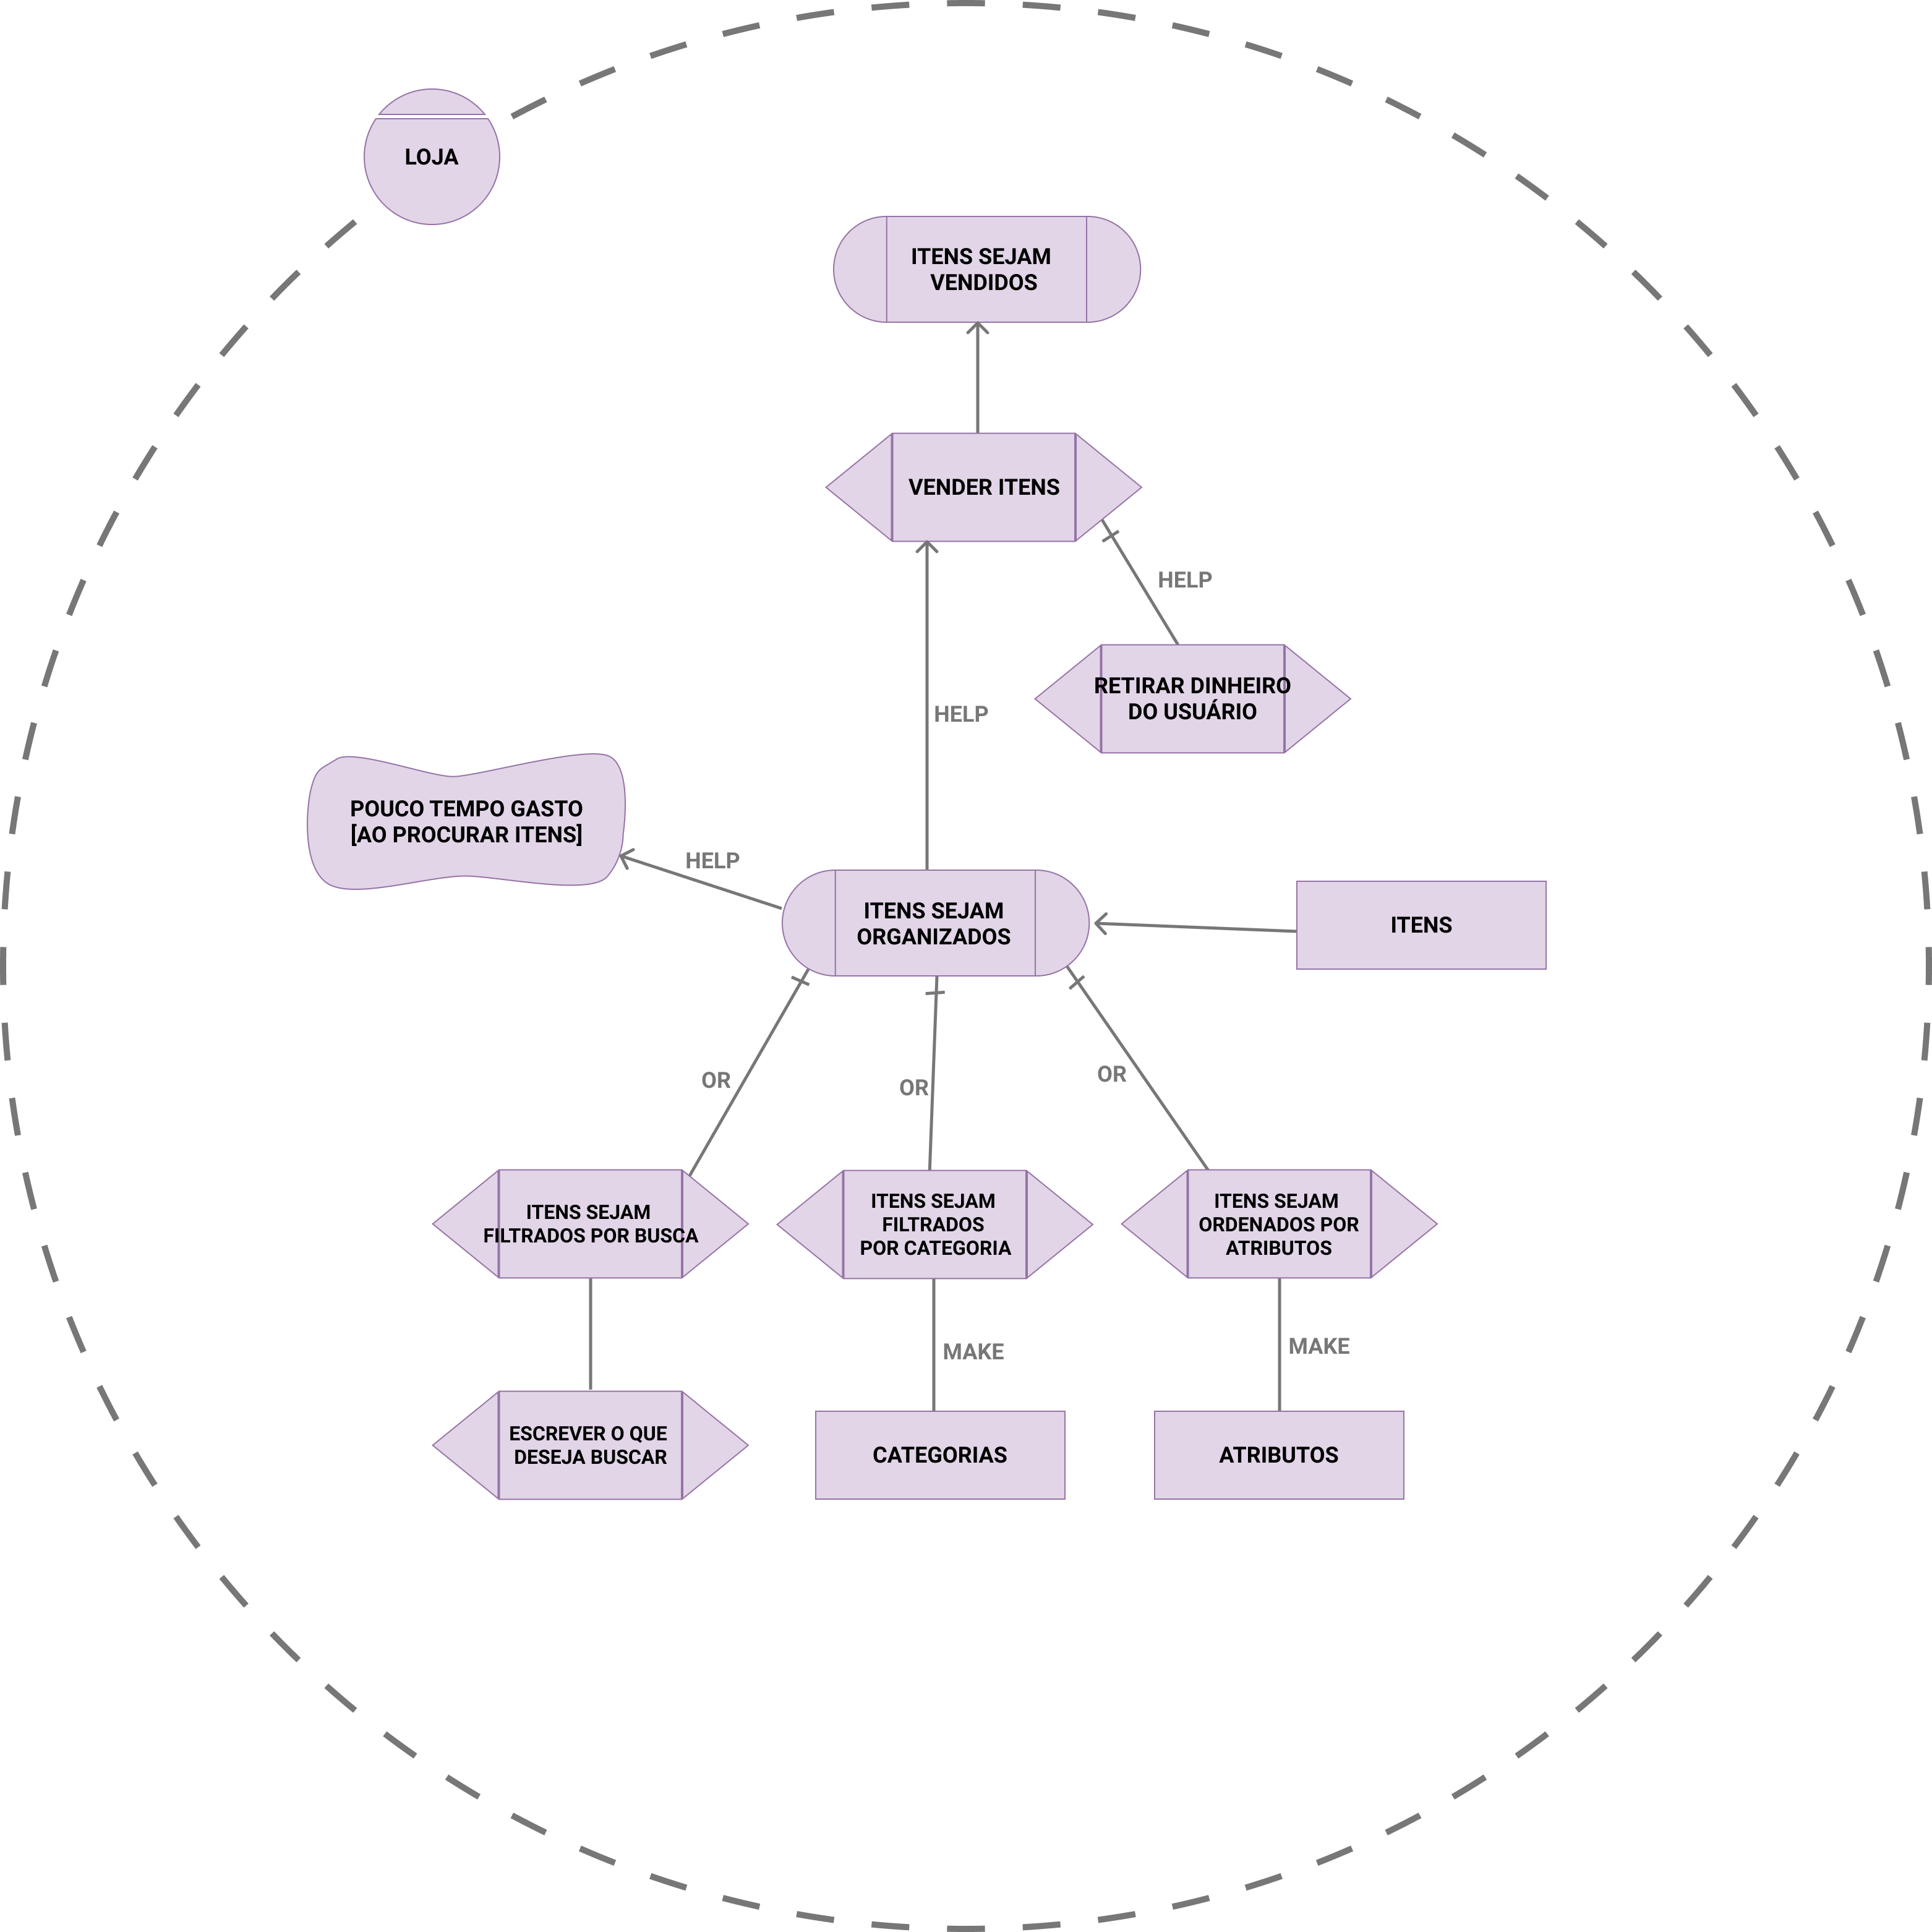 LOJA
ITENS SEJAM
VENDIDOS
VENDER ITENS
HELP
RETIRAR DINHEIRO
DO USUÁRIO
HELP
POUCO TEMPO GASTO
[AO PROCURAR ITENS]
HELP
ITENS SEJAM
ORGANIZADOS
ITENS
OR
OR
OR
ITENS SEJAM
FILTRADOS POR BUSCA
ITENS SEJAM
FILTRADOS
POR CATEGORIA
ITENS SEJAM
ORDENADOS POR
ATRIBUTOS
MAKE
MAKE
ESCREVER O QUE
DESEJA BUSCAR
CATEGORIAS
ATRIBUTOS